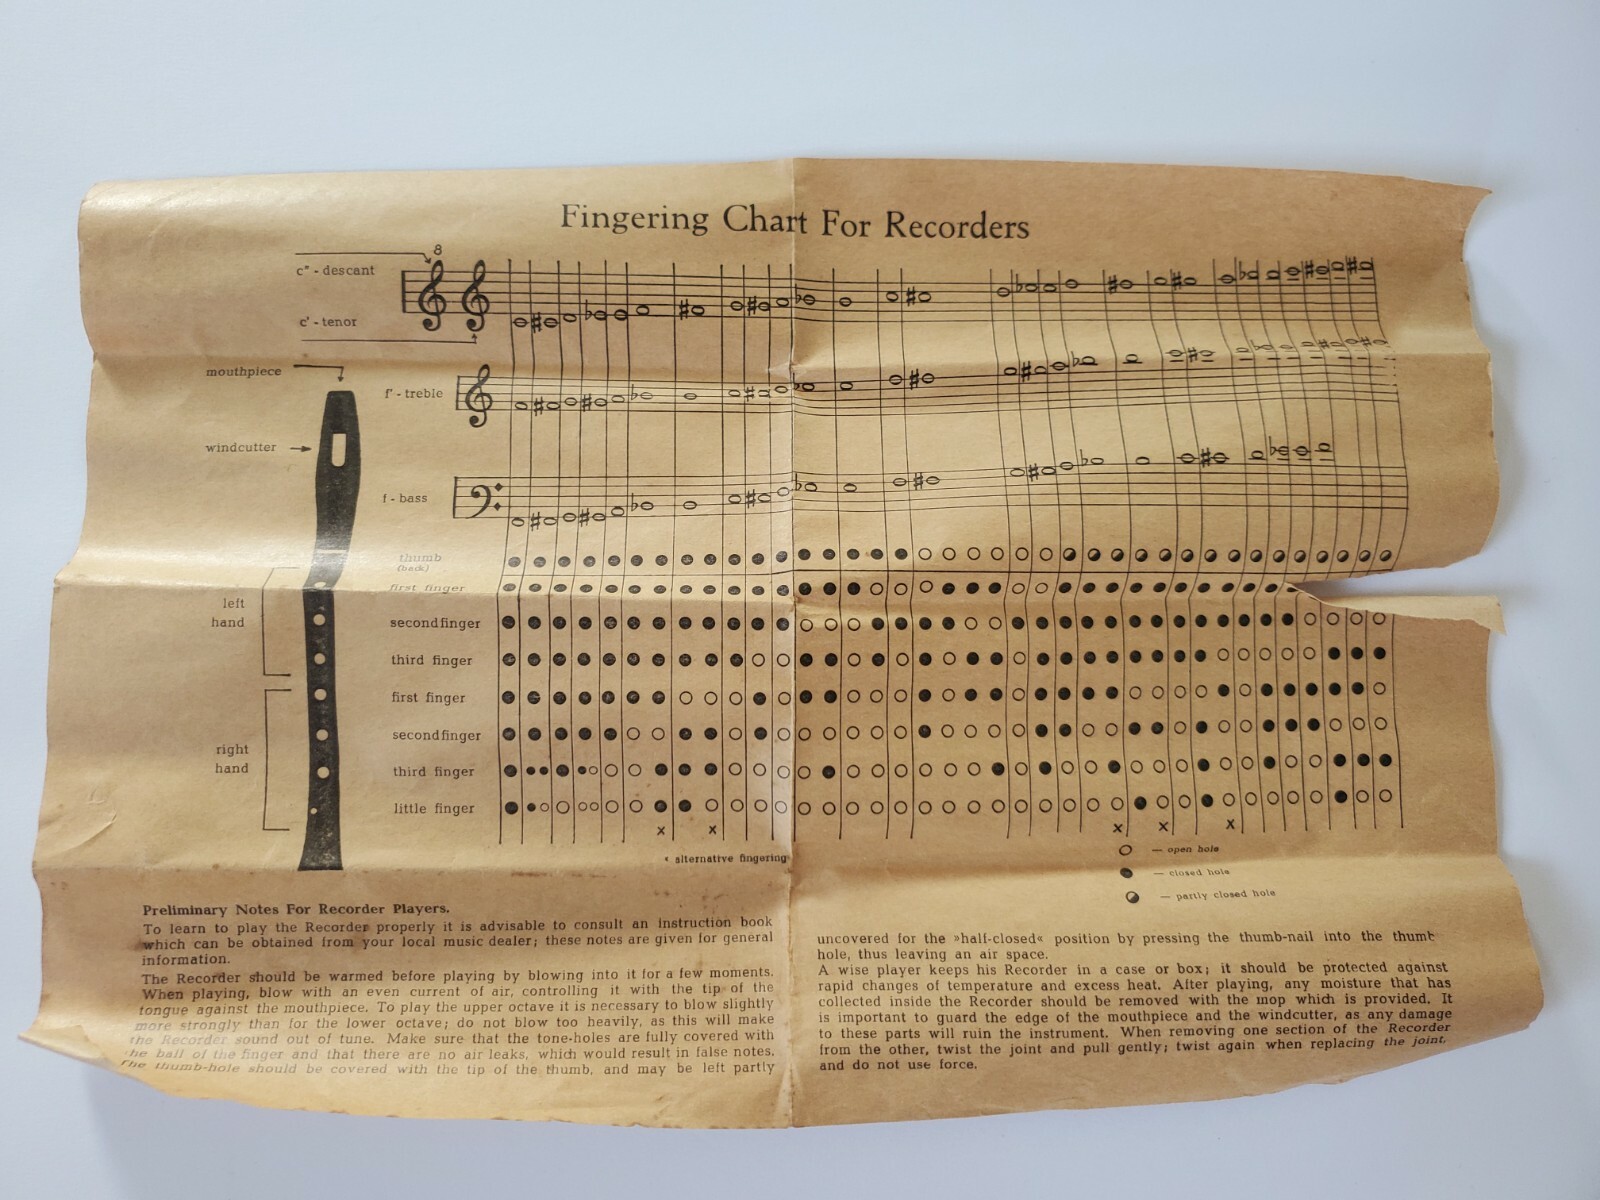 Fingering Chart For Recorders
8
c" - descant
c' - tenor
mouthpiece
f' - treble
windcutter
f - bass
thumb
(back)
first finger
left
hand
second finger
third finger
first finger
second finger
right
hand
third finger
little finger
x x x x x
alternative fingering
— open hole
— closed hole
— partly closed hole
Preliminary Notes For Recorder Players.
To learn to play the Recorder properly it is advisable to consult an instruction book
which can be obtained from your local music dealer; these notes are given for general
information.
The Recorder should be warmed before playing by blowing into it for a few moments.
When playing, blow with an even current of air, controlling it with the tip of the
tongue against the mouthpiece. To play the upper octave it is necessary to blow slightly
more strongly than for the lower octave; do not blow too heavily, as this will make
the Recorder sound out of tune. Make sure that the tone-holes are fully covered with
the ball of the finger and that there are no air leaks, which would result in false notes.
The thumb-hole should be covered with the tip of the thumb, and may be left partly
uncovered for the »half-closed« position by pressing the thumb-nail into the thumb
hole, thus leaving an air space.
A wise player keeps his Recorder in a case or box; it should be protected against
rapid changes of temperature and excess heat. After playing, any moisture that has
collected inside the Recorder should be removed with the mop which is provided. It
is important to guard the edge of the mouthpiece and the windcutter, as any damage
to these parts will ruin the instrument. When removing one section of the Recorder
from the other, twist the joint and pull gently; twist again when replacing the joint,
and do not use force.